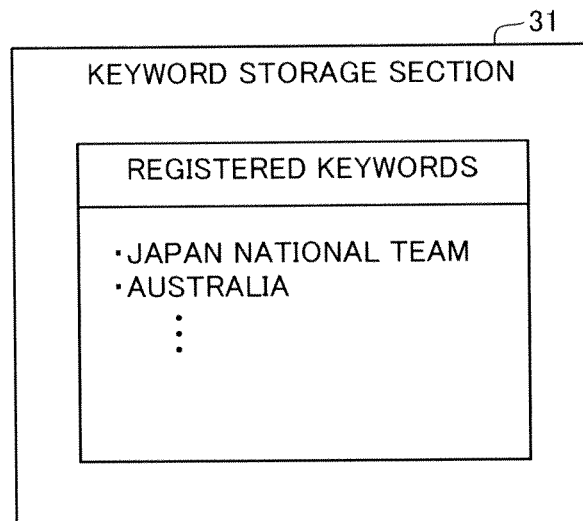 31
KEYWORD STORAGE SECTION
REGISTERED KEYWORDS
・JAPAN NATIONAL TEAM
・AUSTRALIA
⋮